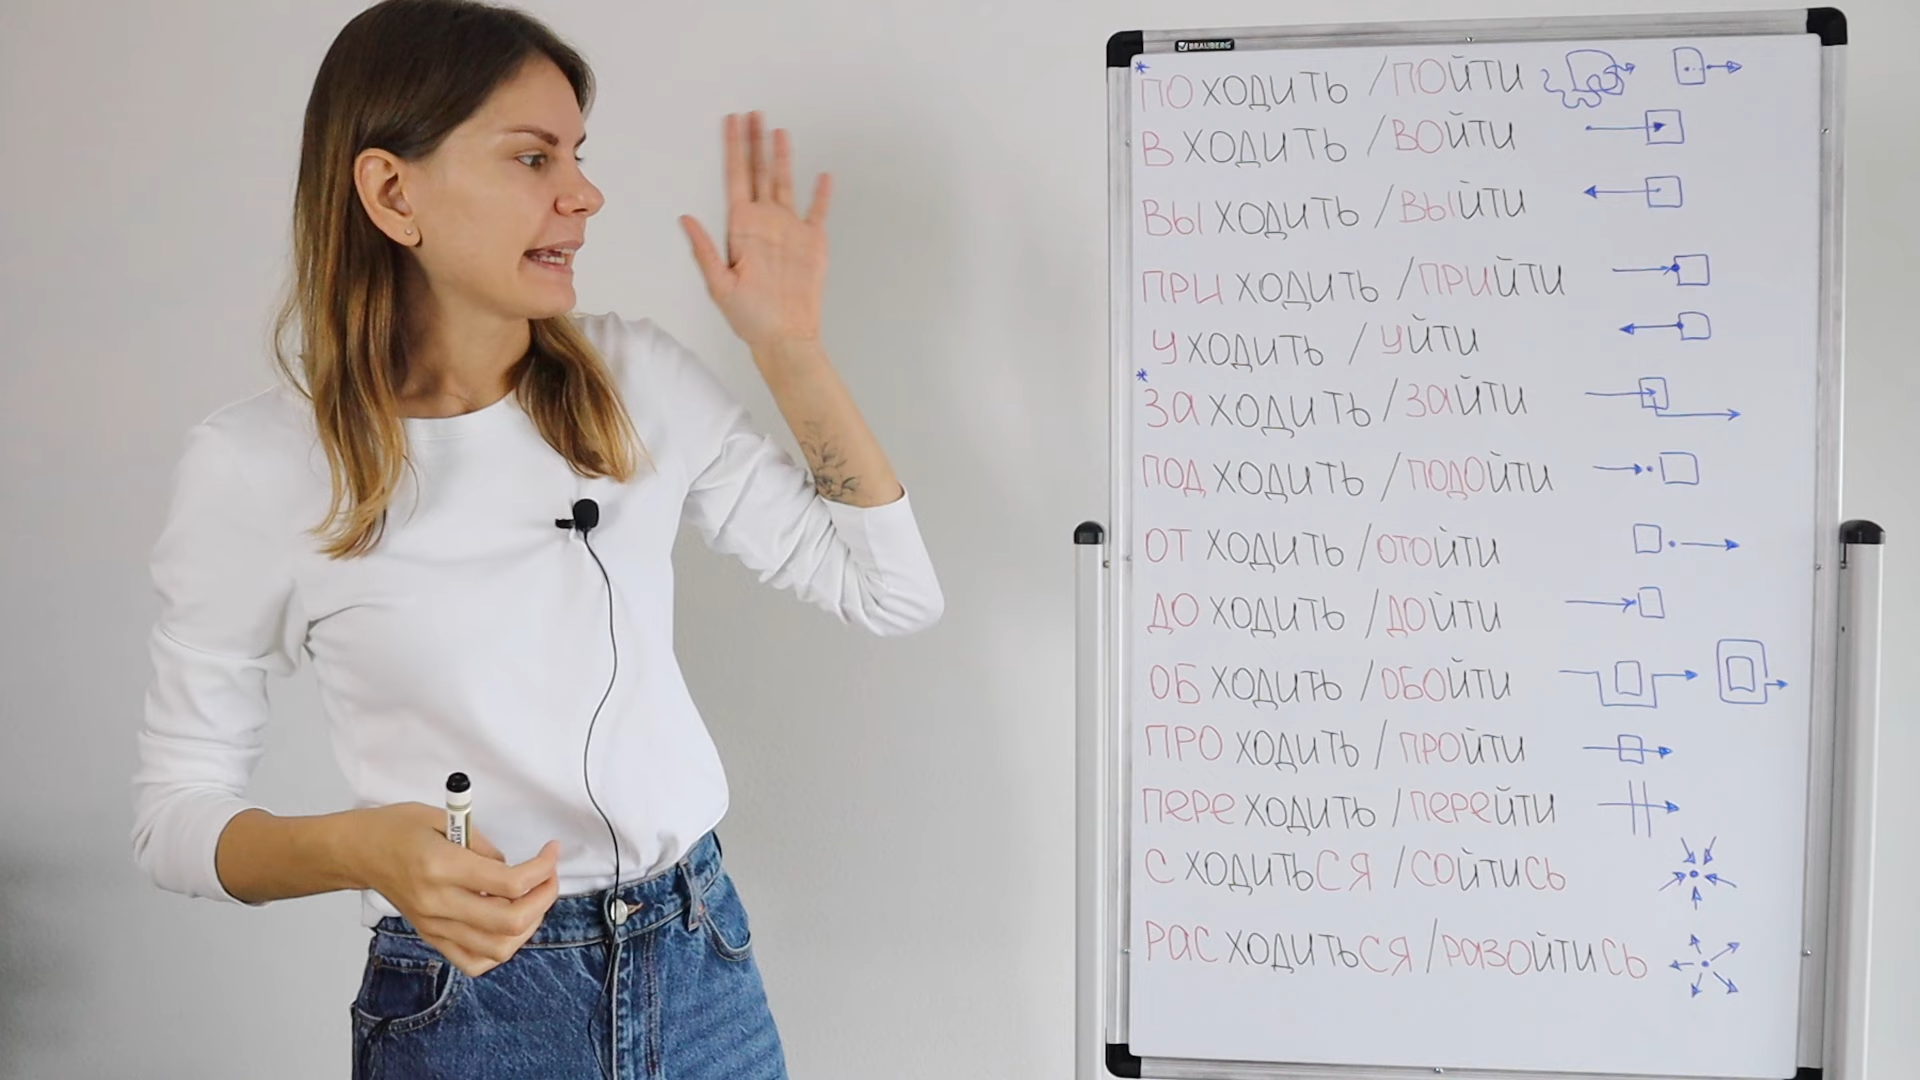 BRAUBERG
*ПОХОДИТЬ / ПОЙТИ
ВХОДИТЬ / ВОЙТИ
ВЫХОДИТЬ / ВЫЙТИ
ПРИХОДИТЬ / ПРИЙТИ
УХОДИТЬ / УЙТИ
*ЗАХОДИТЬ / ЗАЙТИ
ПОДХОДИТЬ / ПОДОЙТИ
ОТХОДИТЬ / ОТОЙТИ
ДОХОДИТЬ / ДОЙТИ
ОБХОДИТЬ / ОБОЙТИ
ПРОХОДИТЬ / ПРОЙТИ
ПЕРЕХОДИТЬ / ПЕРЕЙТИ
СХОДИТЬСЯ / СОЙТИСЬ
РАСХОДИТЬСЯ / РАЗОЙТИСЬ